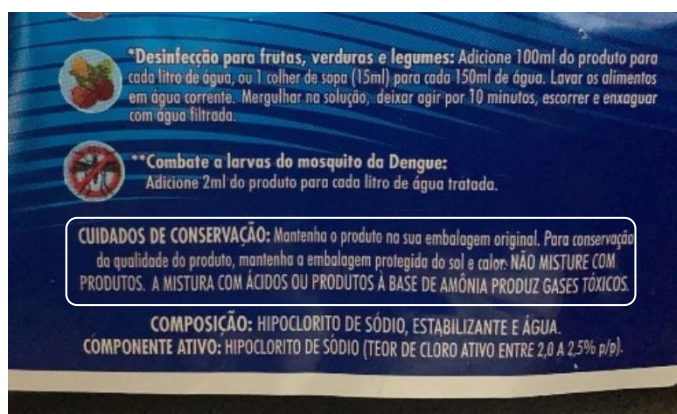 *Desinfecção para frutas, verduras e legumes: Adicione 100ml do produto para
cada litro de água, ou 1 colher de sopa (15ml) para cada 150ml de água. Lavar os alimentos
em água corrente. Mergulhar na solução, deixar agir por 10 minutos, escorrer e enxaguar
com água filtrada.
**Combate a larvas do mosquito da Dengue:
Adicione 2ml do produto para cada litro de água tratada.
CUIDADOS DE CONSERVAÇÃO: Mantenha o produto na sua embalagem original. Para conservação
da qualidade do produto, mantenha a embalagem protegida do sol e calor. NÃO MISTURE COM
PRODUTOS. A MISTURA COM ÁCIDOS OU PRODUTOS À BASE DE AMÔNIA PRODUZ GASES TÓXICOS.
COMPOSIÇÃO: HIPOCLORITO DE SÓDIO, ESTABILIZANTE E ÁGUA.
COMPONENTE ATIVO: HIPOCLORITO DE SÓDIO (TEOR DE CLORO ATIVO ENTRE 2,0 A 2,5% p/p).